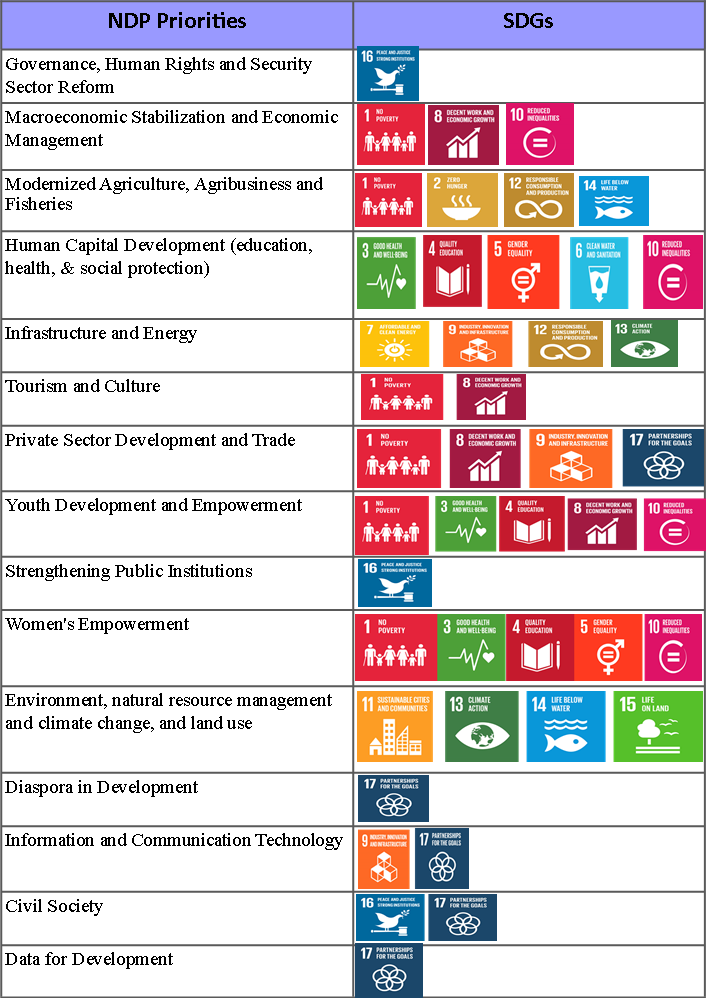 NDP Priorities
SDGs
Governance, Human Rights and Security
Sector Reform
16 PEACE AND JUSTICE
STRONG INSTITUTIONS
Macroeconomic Stabilization and Economic
Management
1 NO
POVERTY
8 DECENT WORK AND
ECONOMIC GROWTH
10 REDUCED
INEQUALITIES
Modernized Agriculture, Agribusiness and
Fisheries
1 NO
POVERTY
2 ZERO
HUNGER
12 RESPONSIBLE
CONSUMPTION
AND PRODUCTION
14 LIFE BELOW
WATER
Human Capital Development (education,
health, & social protection)
3 GOOD HEALTH
AND WELL-BEING
4 QUALITY
EDUCATION
5 GENDER
EQUALITY
6 CLEAN WATER
AND SANITATION
10 REDUCED
INEQUALITIES
Infrastructure and Energy
7 AFFORDABLE AND
CLEAN ENERGY
9 INDUSTRY, INNOVATION
AND INFRASTRUCTURE
12 RESPONSIBLE
CONSUMPTION
AND PRODUCTION
13 CLIMATE
ACTION
Tourism and Culture
1 NO
POVERTY
8 DECENT WORK AND
ECONOMIC GROWTH
Private Sector Development and Trade
1 NO
POVERTY
8 DECENT WORK AND
ECONOMIC GROWTH
9 INDUSTRY, INNOVATION
AND INFRASTRUCTURE
17 PARTNERSHIPS
FOR THE GOALS
Youth Development and Empowerment
1 NO
POVERTY
3 GOOD HEALTH
AND WELL-BEING
4 QUALITY
EDUCATION
8 DECENT WORK AND
ECONOMIC GROWTH
10 REDUCED
INEQUALITIES
Strengthening Public Institutions
16 PEACE AND JUSTICE
STRONG INSTITUTIONS
Women's Empowerment
1 NO
POVERTY
3 GOOD HEALTH
AND WELL-BEING
4 QUALITY
EDUCATION
5 GENDER
EQUALITY
10 REDUCED
INEQUALITIES
Environment, natural resource management
and climate change, and land use
11 SUSTAINABLE CITIES
AND COMMUNITIES
13 CLIMATE
ACTION
14 LIFE BELOW
WATER
15 LIFE
ON LAND
Diaspora in Development
17 PARTNERSHIPS
FOR THE GOALS
Information and Communication Technology
9 INDUSTRY, INNOVATION
AND INFRASTRUCTURE
17 PARTNERSHIPS
FOR THE GOALS
Civil Society
16 PEACE AND JUSTICE
STRONG INSTITUTIONS
17 PARTNERSHIPS
FOR THE GOALS
Data for Development
17 PARTNERSHIPS
FOR THE GOALS